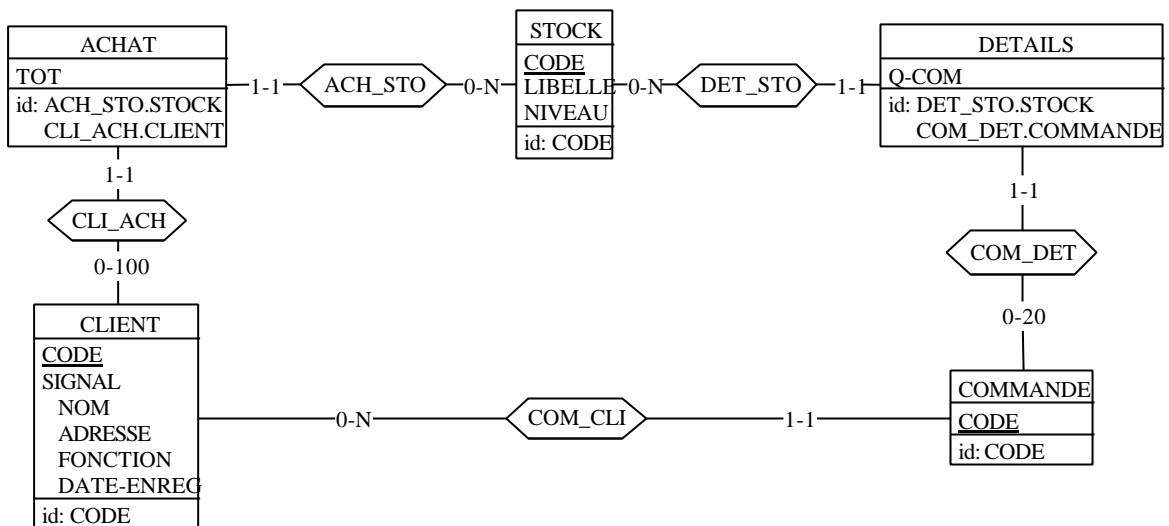 ACHAT
TOT
id: ACH_STO.STOCK
CLI_ACH.CLIENT
1-1
ACH_STO
0-N
STOCK
CODE
LIBELLE
NIVEAU
id: CODE
0-N
DET_STO
1-1
DETAILS
Q-COM
id: DET_STO.STOCK
COM_DET.COMMANDE
1-1
CLI_ACH
0-100
1-1
COM_DET
0-20
CLIENT
CODE
SIGNAL
NOM
ADRESSE
FONCTION
DATE-ENREG
id: CODE
0-N
COM_CLI
1-1
COMMANDE
CODE
id: CODE